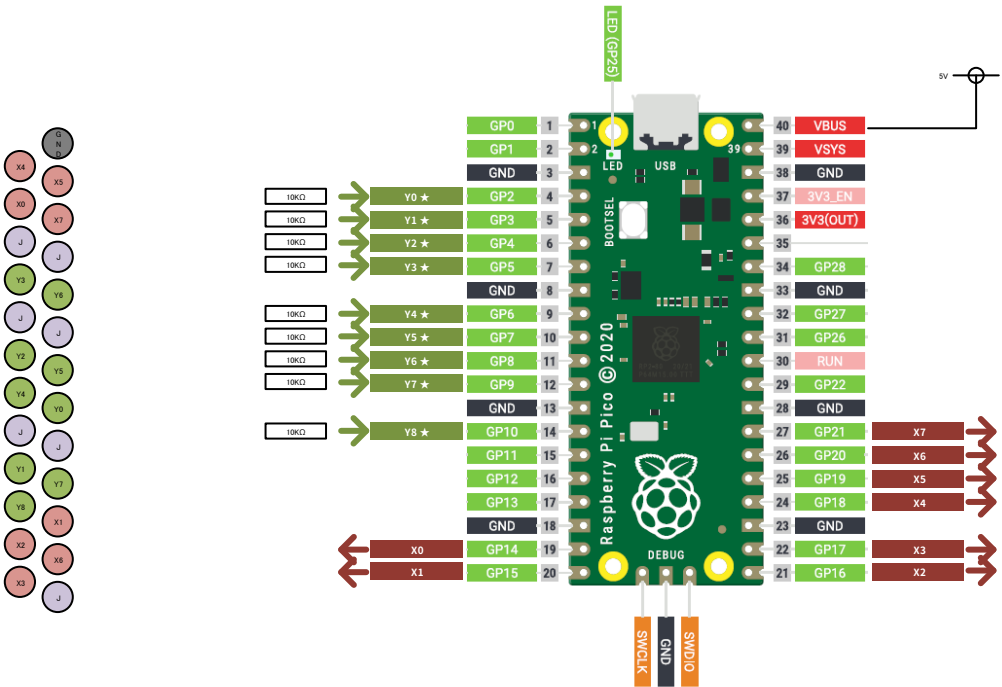 LED (GP25)
5V
GND
X4
X5
X0
X7
J
J
Y3
Y6
J
J
Y2
Y5
Y4
Y0
J
J
Y1
Y7
Y8
X1
X2
X6
X3
J
GP0 1
GP1 2
GND 3
10KΩ Y0 ★ GP2 4
10KΩ Y1 ★ GP3 5
10KΩ Y2 ★ GP4 6
10KΩ Y3 ★ GP5 7
GND 8
10KΩ Y4 ★ GP6 9
10KΩ Y5 ★ GP7 10
10KΩ Y6 ★ GP8 11
10KΩ Y7 ★ GP9 12
GND 13
10KΩ Y8 ★ GP10 14
GP11 15
GP12 16
GP13 17
GND 18
X0 GP14 19
X1 GP15 20
1
2
39
LED
USB
BOOTSEL
Raspberry Pi Pico © 2020
DEBUG
40 VBUS
39 VSYS
38 GND
37 3V3_EN
36 3V3(OUT)
35
34 GP28
33 GND
32 GP27
31 GP26
30 RUN
29 GP22
28 GND
27 GP21 X7
26 GP20 X6
25 GP19 X5
24 GP18 X4
23 GND
22 GP17 X3
21 GP16 X2
SWCLK
GND
SWDIO